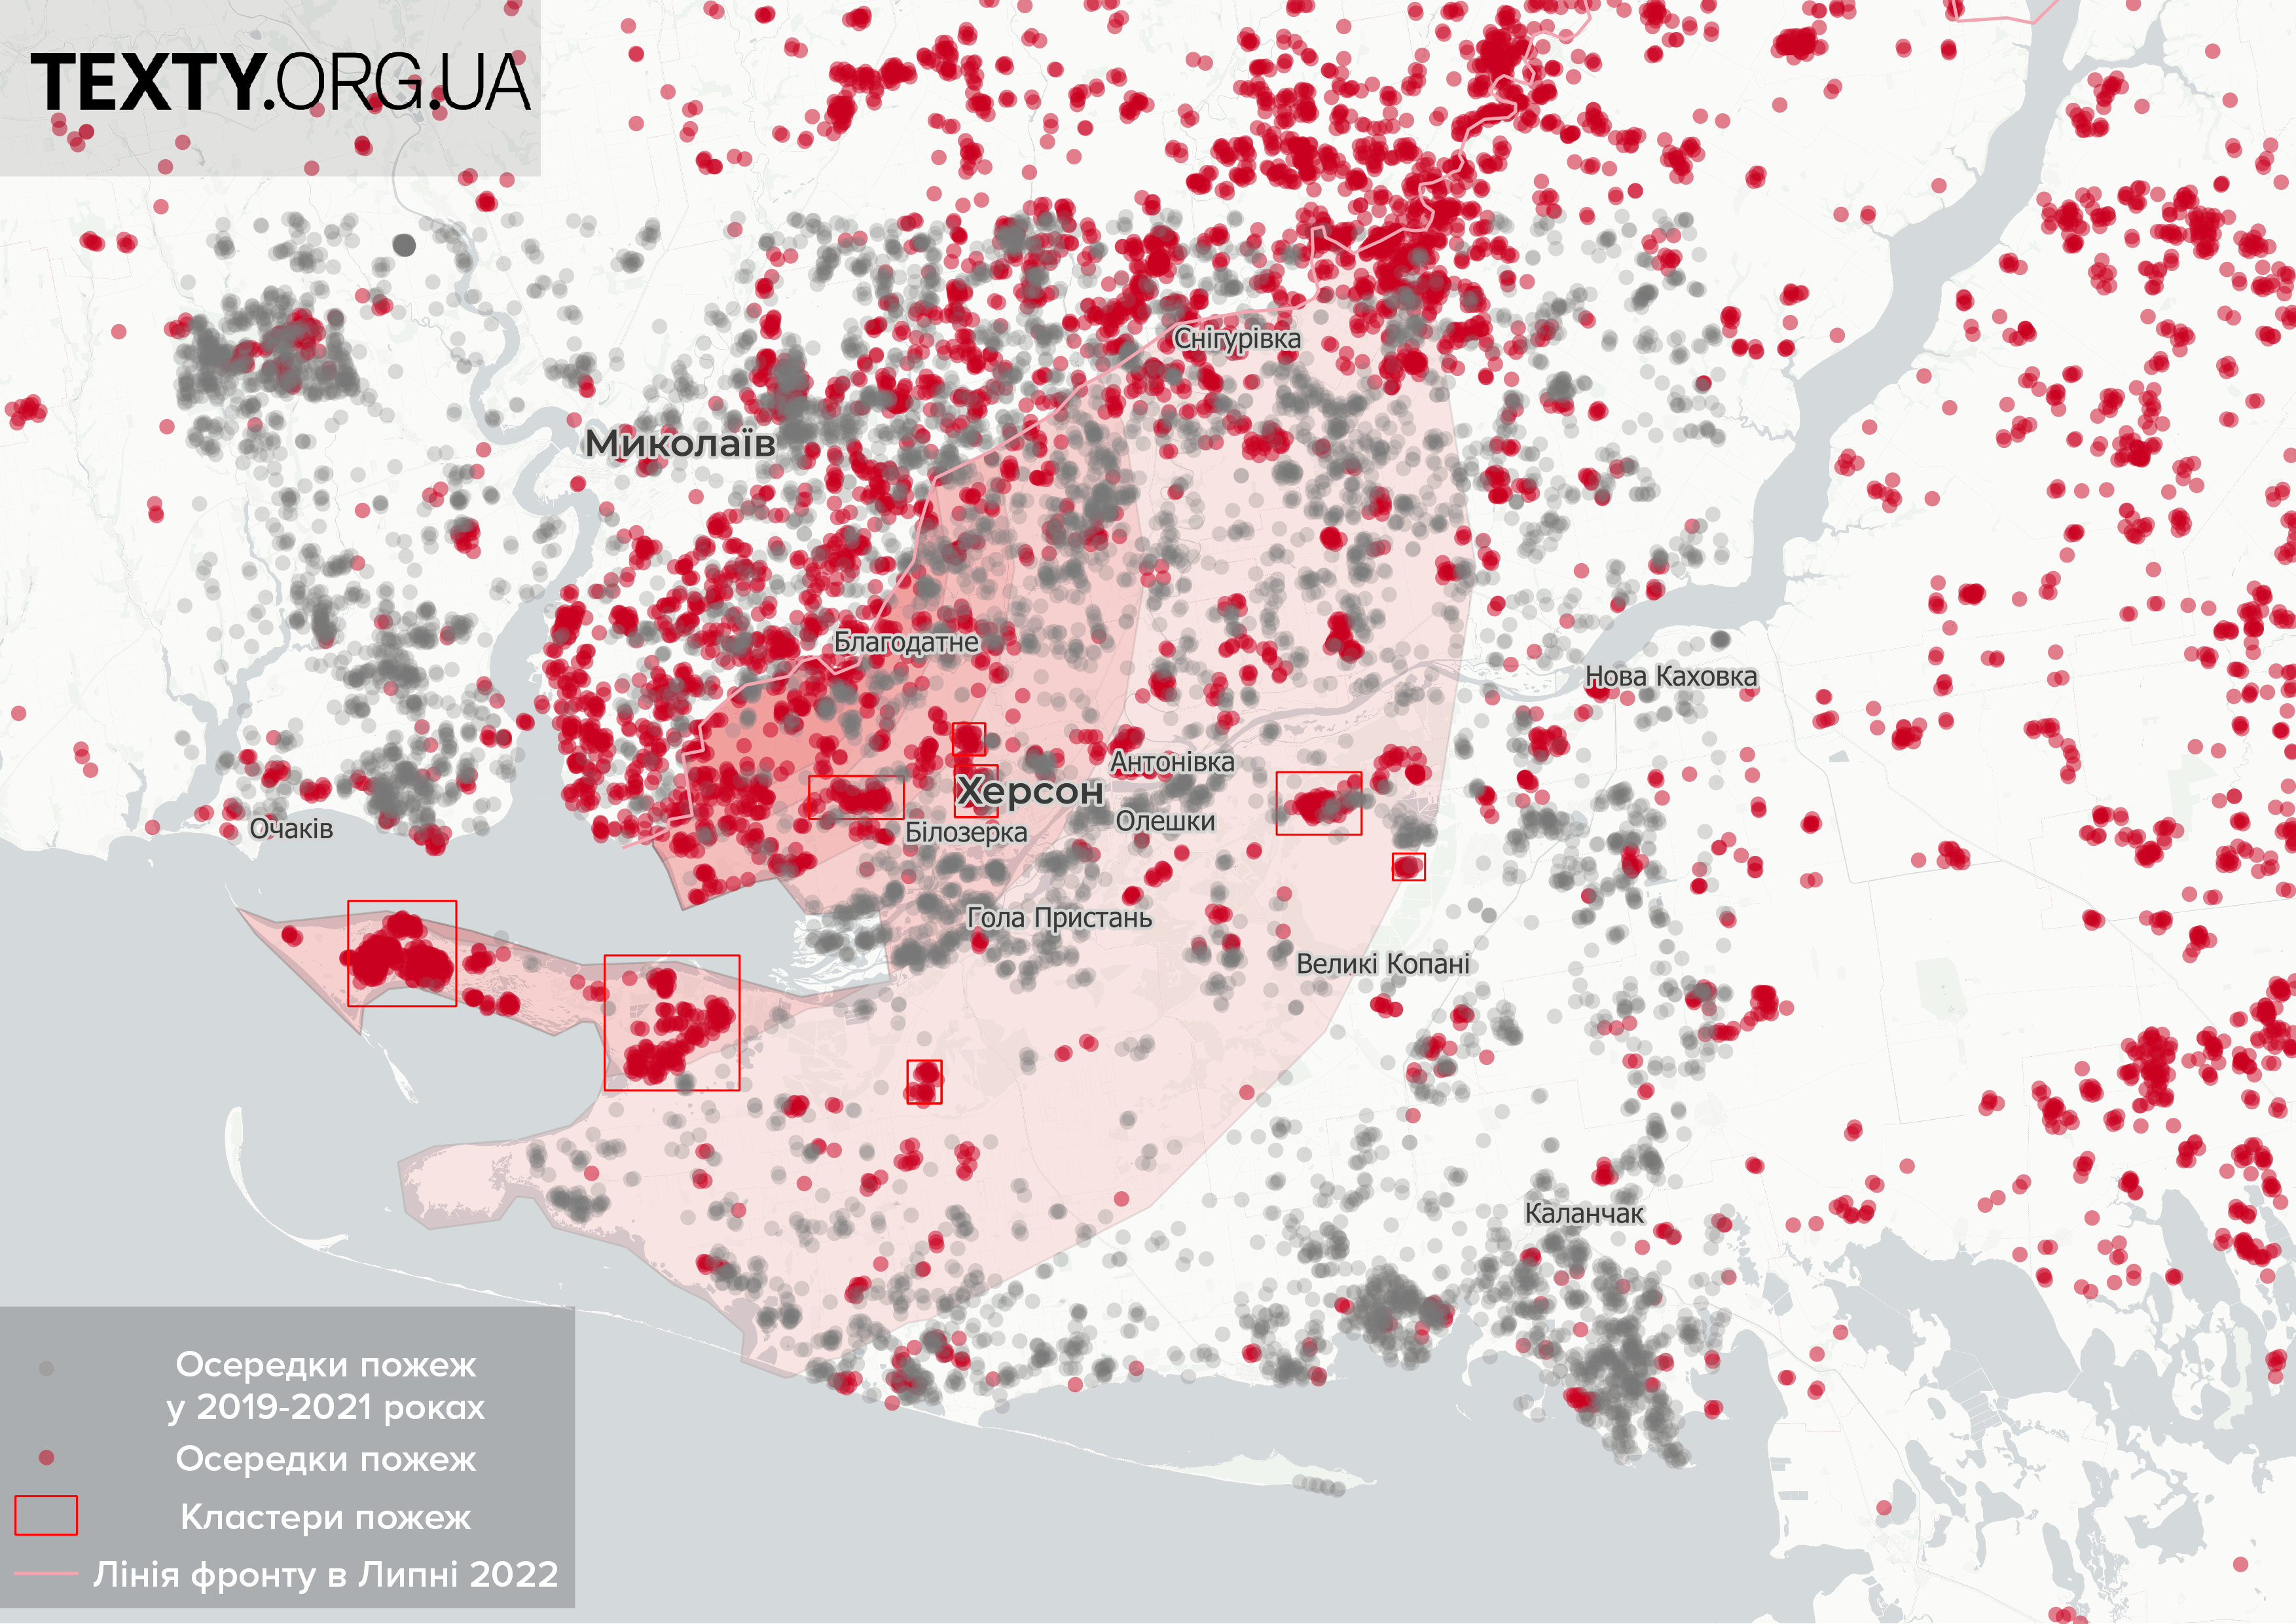 TEXTY.ORG.UA
Снігурівка
Миколаїв
Благодатне
Нова Каховка
Антонівка
Херсон
Олешки
Очаків
Білозерка
Гола Пристань
Великі Копані
Каланчак
Осередки пожеж
у 2019-2021 роках
Осередки пожеж
Кластери пожеж
Лінія фронту в Липні 2022